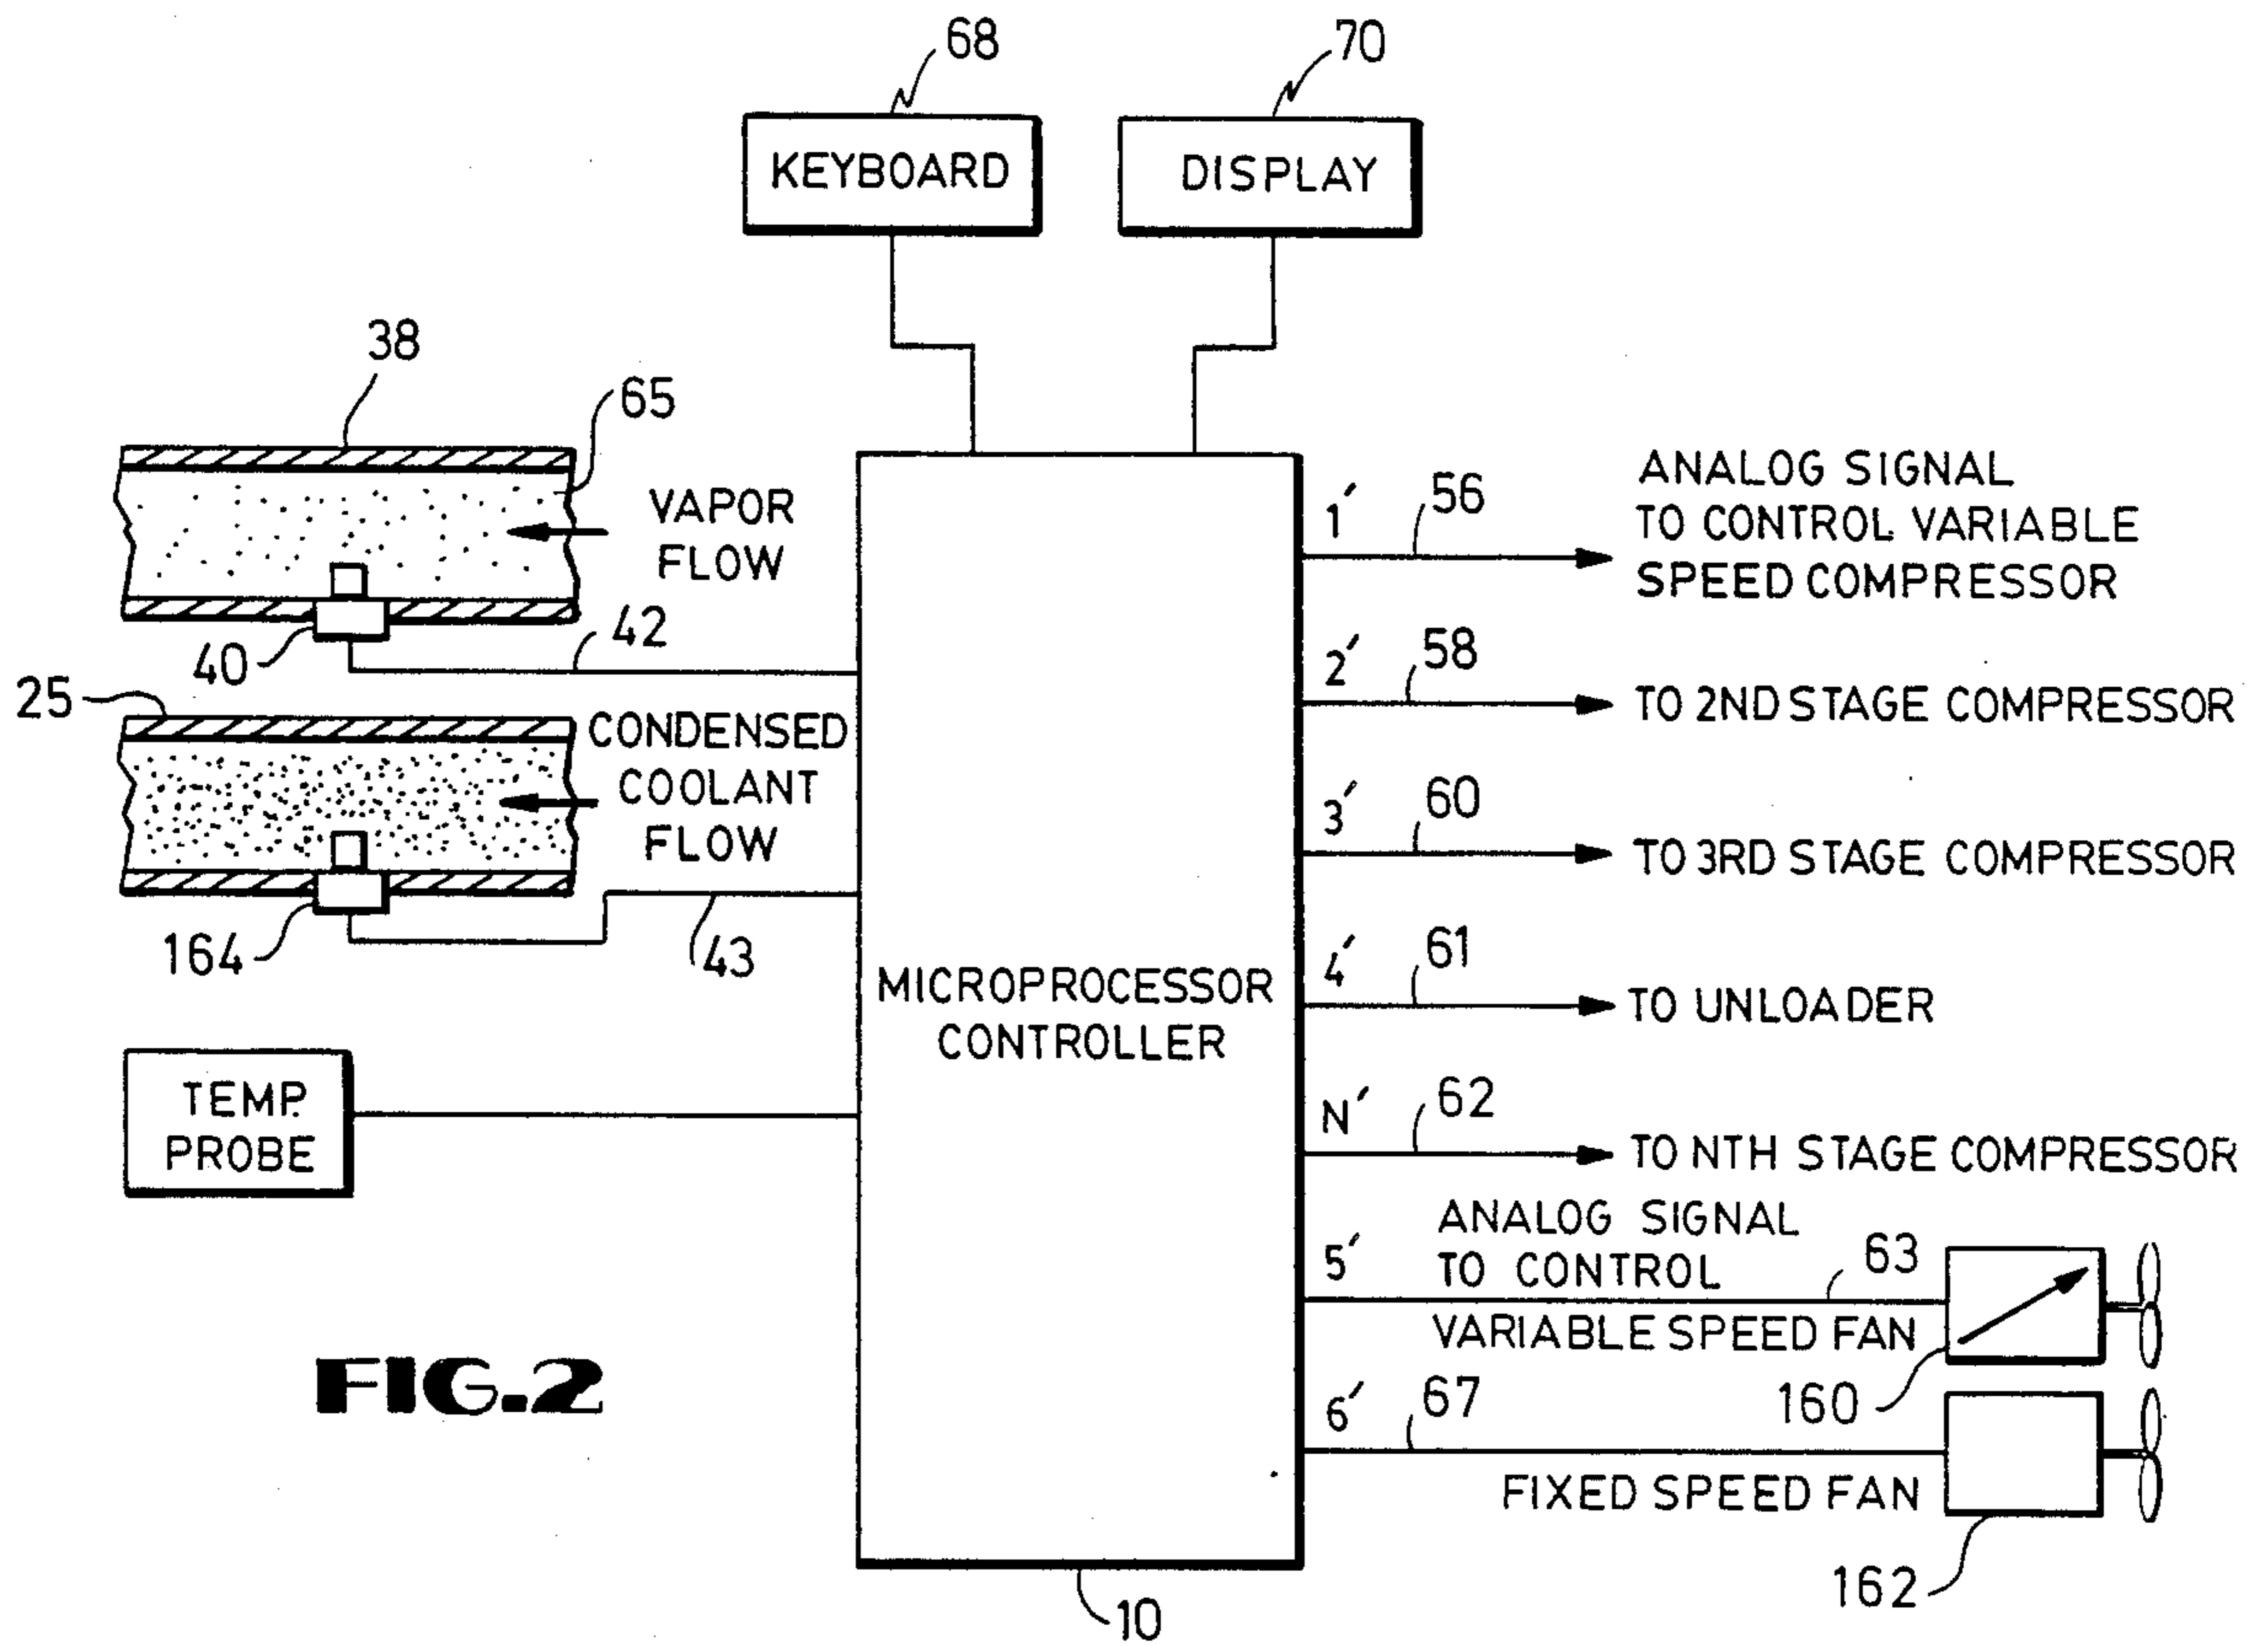 68
70
KEYBOARD
DISPLAY
38
65
VAPOR
FLOW
40
42
25
CONDENSED
COOLANT
FLOW
164
43
TEMP.
PROBE
MICROPROCESSOR
CONTROLLER
10
1′
56
ANALOG SIGNAL
TO CONTROL VARIABLE
SPEED COMPRESSOR
2′
58
TO 2ND STAGE COMPRESSOR
3′
60
TO 3RD STAGE COMPRESSOR
4′
61
TO UNLOADER
N′
62
TO NTH STAGE COMPRESSOR
5′
ANALOG SIGNAL
TO CONTROL
VARIABLE SPEED FAN
63
160
6′
67
FIXED SPEED FAN
162
FIG.2